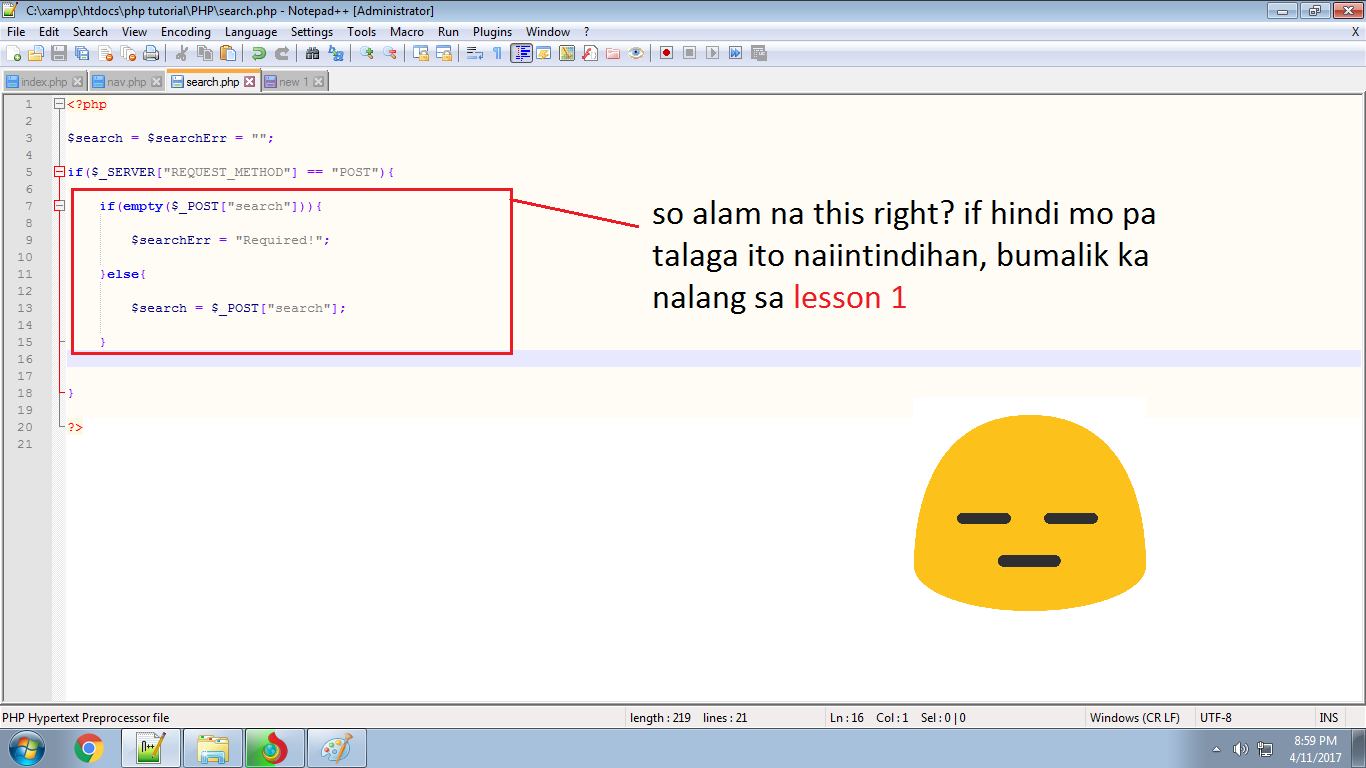 C:\xampp\htdocs\php tutorial\PHP\search.php - Notepad++ [Administrator]
File Edit Search View Encoding Language Settings Tools Macro Run Plugins Window ? X
index.php nav.php search.php new 1
1 <?php
2
3 $search = $searchErr = "";
4
5 if($_SERVER["REQUEST_METHOD"] == "POST"){
6
7 if(empty($_POST["search"])){
8
9 $searchErr = "Required!";
10
11 }else{
12
13 $search = $_POST["search"];
14
15 }
16
17
18 }
19
20 ?>
21
so alam na this right? if hindi mo pa
talaga ito naiintindihan, bumalik ka
nalang sa lesson 1
PHP Hypertext Preprocessor file length : 219 lines : 21 Ln : 16 Col : 1 Sel : 0 | 0 Windows (CR LF) UTF-8 INS
8:59 PM
4/11/2017